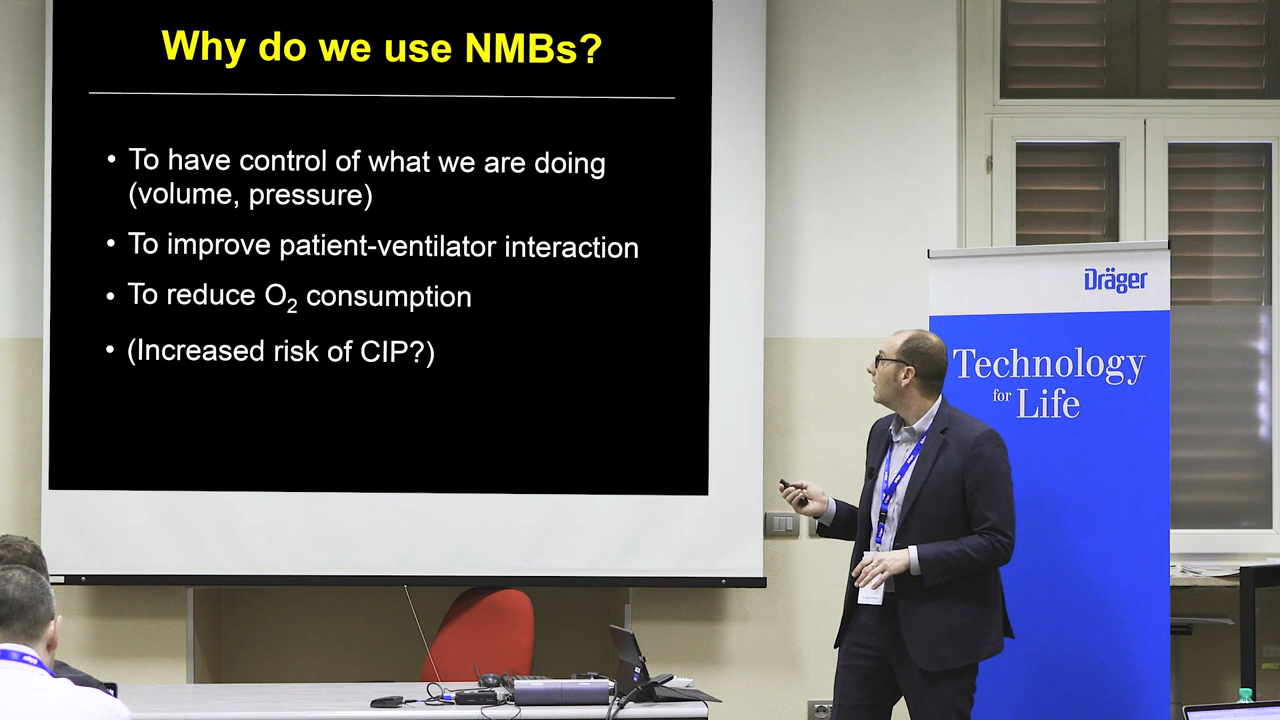 Why do we use NMBs?
• To have control of what we are doing
(volume, pressure)
• To improve patient-ventilator interaction
• To reduce O₂ consumption
• (Increased risk of CIP?)
Dräger
Technology
for Life